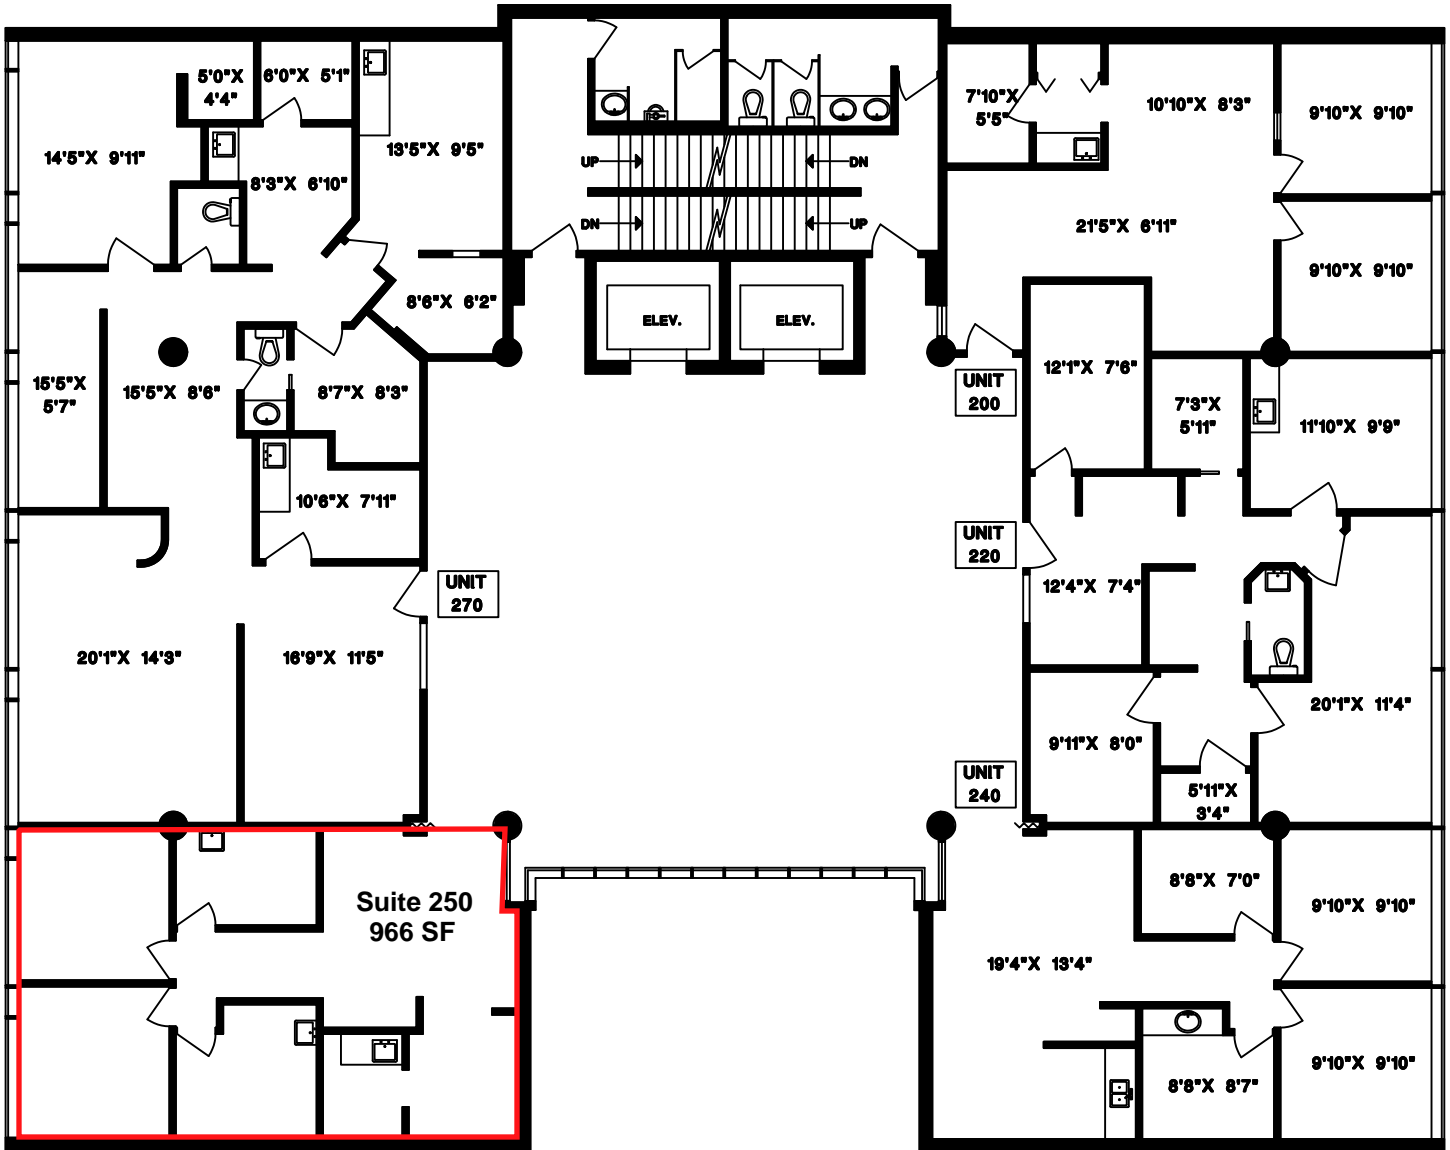 5'0"X
4'4"
6'0"X 5'1"
14'5"X 9'11"
13'5"X 9'5"
8'3"X 6'10"
UP
DN
DN
UP
7'10"X
5'5"
10'10"X 8'3"
9'10"X 9'10"
21'5"X 6'11"
9'10"X 9'10"
8'6"X 6'2"
ELEV.
ELEV.
15'5"X
5'7"
15'5"X 8'6"
8'7"X 8'3"
UNIT
200
12'1"X 7'6"
7'3"X
5'11"
11'10"X 9'9"
10'6"X 7'11"
UNIT
220
UNIT
270
12'4"X 7'4"
20'1"X 14'3"
16'9"X 11'5"
20'1"X 11'4"
9'11"X 8'0"
UNIT
240
5'11"X
3'4"
Suite 250
966 SF
8'8"X 7'0"
9'10"X 9'10"
19'4"X 13'4"
8'8"X 8'7"
9'10"X 9'10"